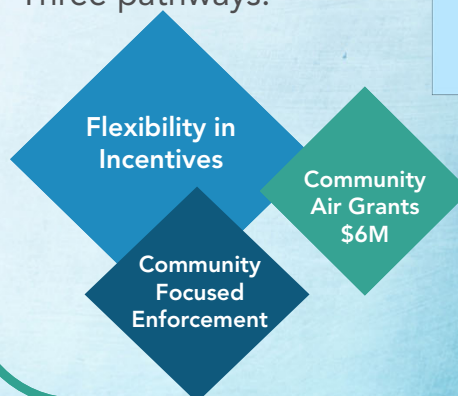 Three pathways:
Flexibility in
Incentives
Community
Air Grants
$6M
Community
Focused
Enforcement